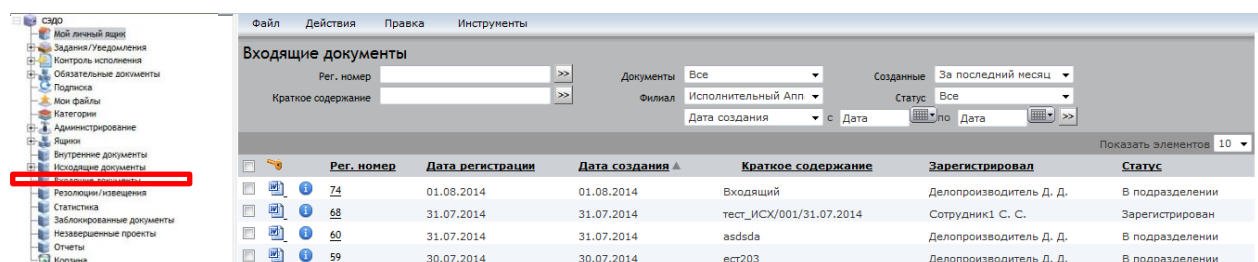 СЭДО
Мой личный ящик
Задания/Уведомления
Контроль исполнения
Обязательные документы
Подписка
Мои файлы
Категории
Администрирование
Ящики
Внутренние документы
Исходящие документы
Входящие документы
Резолюции/извещения
Статистика
Заблокированные документы
Незавершенные проекты
Отчеты
Корзина
Файл Действия Правка Инструменты
Входящие документы
Рег. номер >> Документы Все Созданные За последний месяц
Краткое содержание >> Филиал Исполнительный Апп Статус Все
Дата создания с Дата по Дата >>
Показать элементов 10
Рег. номер Дата регистрации Дата создания Краткое содержание Зарегистрировал Статус
74 01.08.2014 01.08.2014 Входящий Делопроизводитель Д. Д. В подразделении
68 31.07.2014 31.07.2014 тест_ИСХ/001/31.07.2014 Сотрудник1 С. С. Зарегистрирован
60 31.07.2014 31.07.2014 asdsda Делопроизводитель Д. Д. В подразделении
59 30.07.2014 30.07.2014 ест203 Делопроизводитель Д. Д. В подразделении